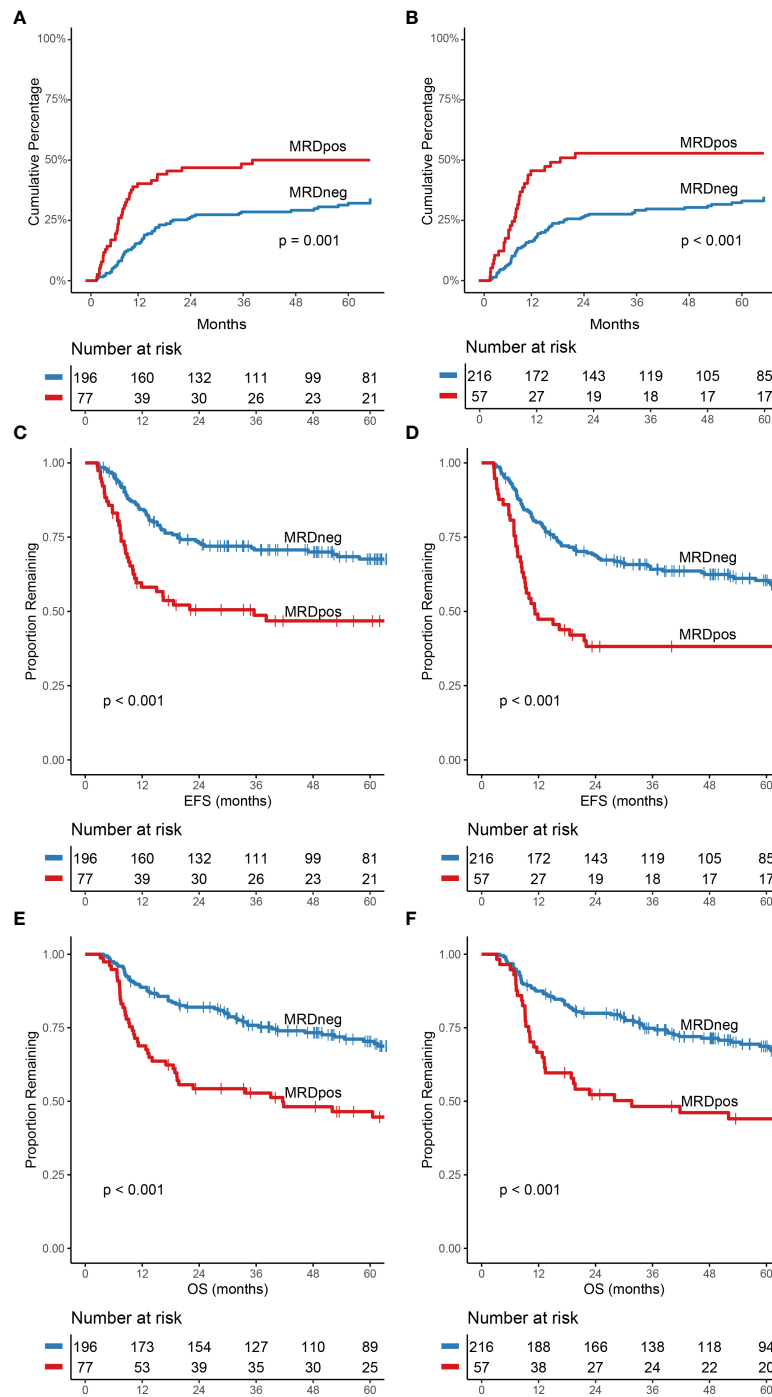 A
100%
75%
50%
25%
0%
Cumulative Percentage
MRDpos
MRDneg
p = 0.001
0 12 24 36 48 60
Months
Number at risk
196 160 132 111 99 81
77 39 30 26 23 21
0 12 24 36 48 60
B
100%
75%
50%
25%
0%
Cumulative Percentage
MRDpos
MRDneg
p < 0.001
0 12 24 36 48 60
Months
Number at risk
216 172 143 119 105 85
57 27 19 18 17 17
0 12 24 36 48 60
C
1.00
0.75
0.50
0.25
0.00
Proportion Remaining
MRDneg
MRDpos
p < 0.001
0 12 24 36 48 60
EFS (months)
Number at risk
196 160 132 111 99 81
77 39 30 26 23 21
0 12 24 36 48 60
D
1.00
0.75
0.50
0.25
0.00
Proportion Remaining
MRDneg
MRDpos
p < 0.001
0 12 24 36 48 60
EFS (months)
Number at risk
216 172 143 119 105 85
57 27 19 18 17 17
0 12 24 36 48 60
E
1.00
0.75
0.50
0.25
0.00
Proportion Remaining
MRDneg
MRDpos
p < 0.001
0 12 24 36 48 60
OS (months)
Number at risk
196 173 154 127 110 89
77 53 39 35 30 25
0 12 24 36 48 60
F
1.00
0.75
0.50
0.25
0.00
Proportion Remaining
MRDneg
MRDpos
p < 0.001
0 12 24 36 48 60
OS (months)
Number at risk
216 188 166 138 118 94
57 38 27 24 22 20
0 12 24 36 48 60